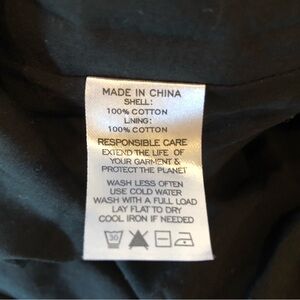 MADE IN CHINA
SHELL:
100% COTTON
LINING:
100% COTTON
RESPONSIBLE CARE
EXTEND THE LIFE OF
YOUR GARMENT &
PROTECT THE PLANET
WASH LESS OFTEN
USE COLD WATER
WASH WITH A FULL LOAD
LAY FLAT TO DRY
COOL IRON IF NEEDED
30